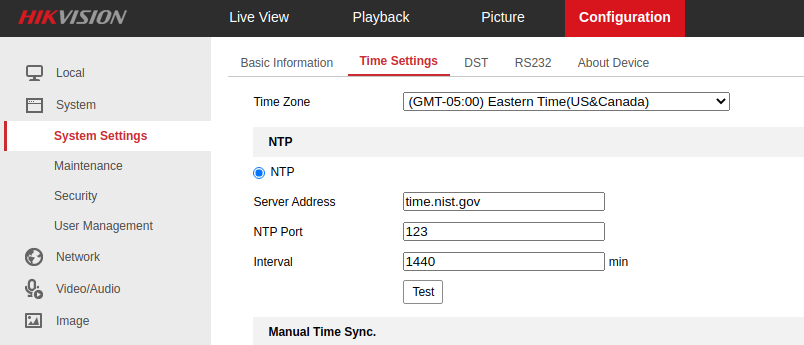 HIKVISION Live View Playback Picture Configuration
Basic Information Time Settings DST RS232 About Device
Local
System
System Settings
Maintenance
Security
User Management
Network
Video/Audio
Image
Time Zone (GMT-05:00) Eastern Time(US&Canada)
NTP
NTP
Server Address time.nist.gov
NTP Port 123
Interval 1440 min
Test
Manual Time Sync.